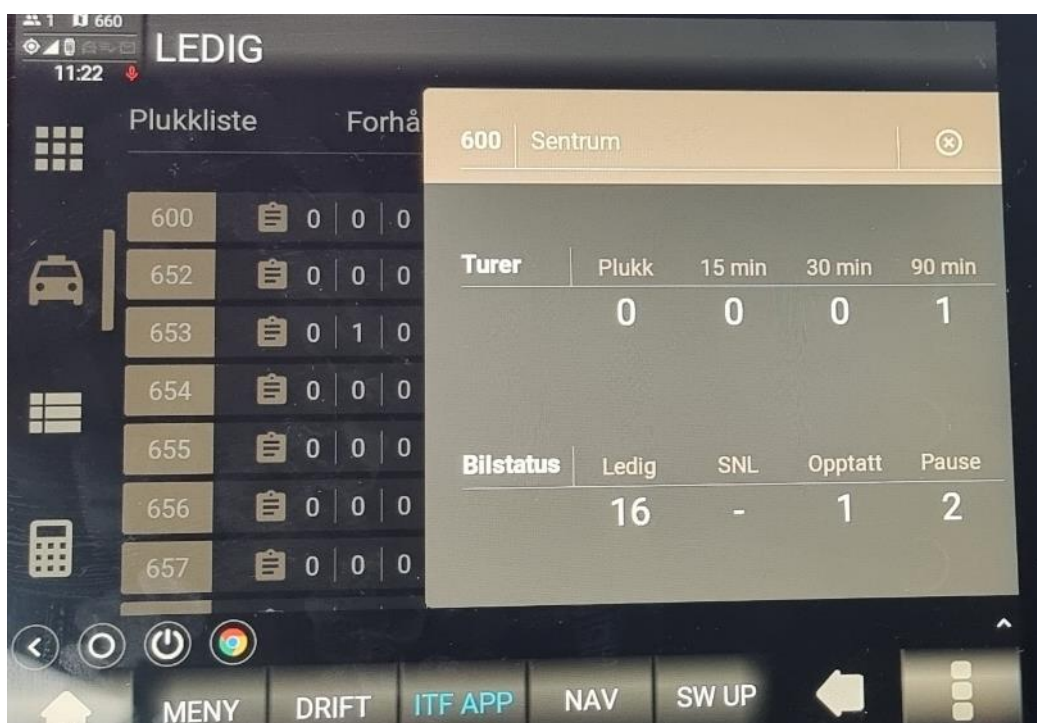 1 660
LEDIG
11:22
Plukkliste Forhå
600 Sentrum
600 0 0 0
652 0 0 0
653 0 1 0
654 0 0 0
655 0 0 0
656 0 0 0
657 0 0 0
Turer Plukk 15 min 30 min 90 min
0 0 0 1
Bilstatus Ledig SNL Opptatt Pause
16 - 1 2
MENY DRIFT ITF APP NAV SW UP